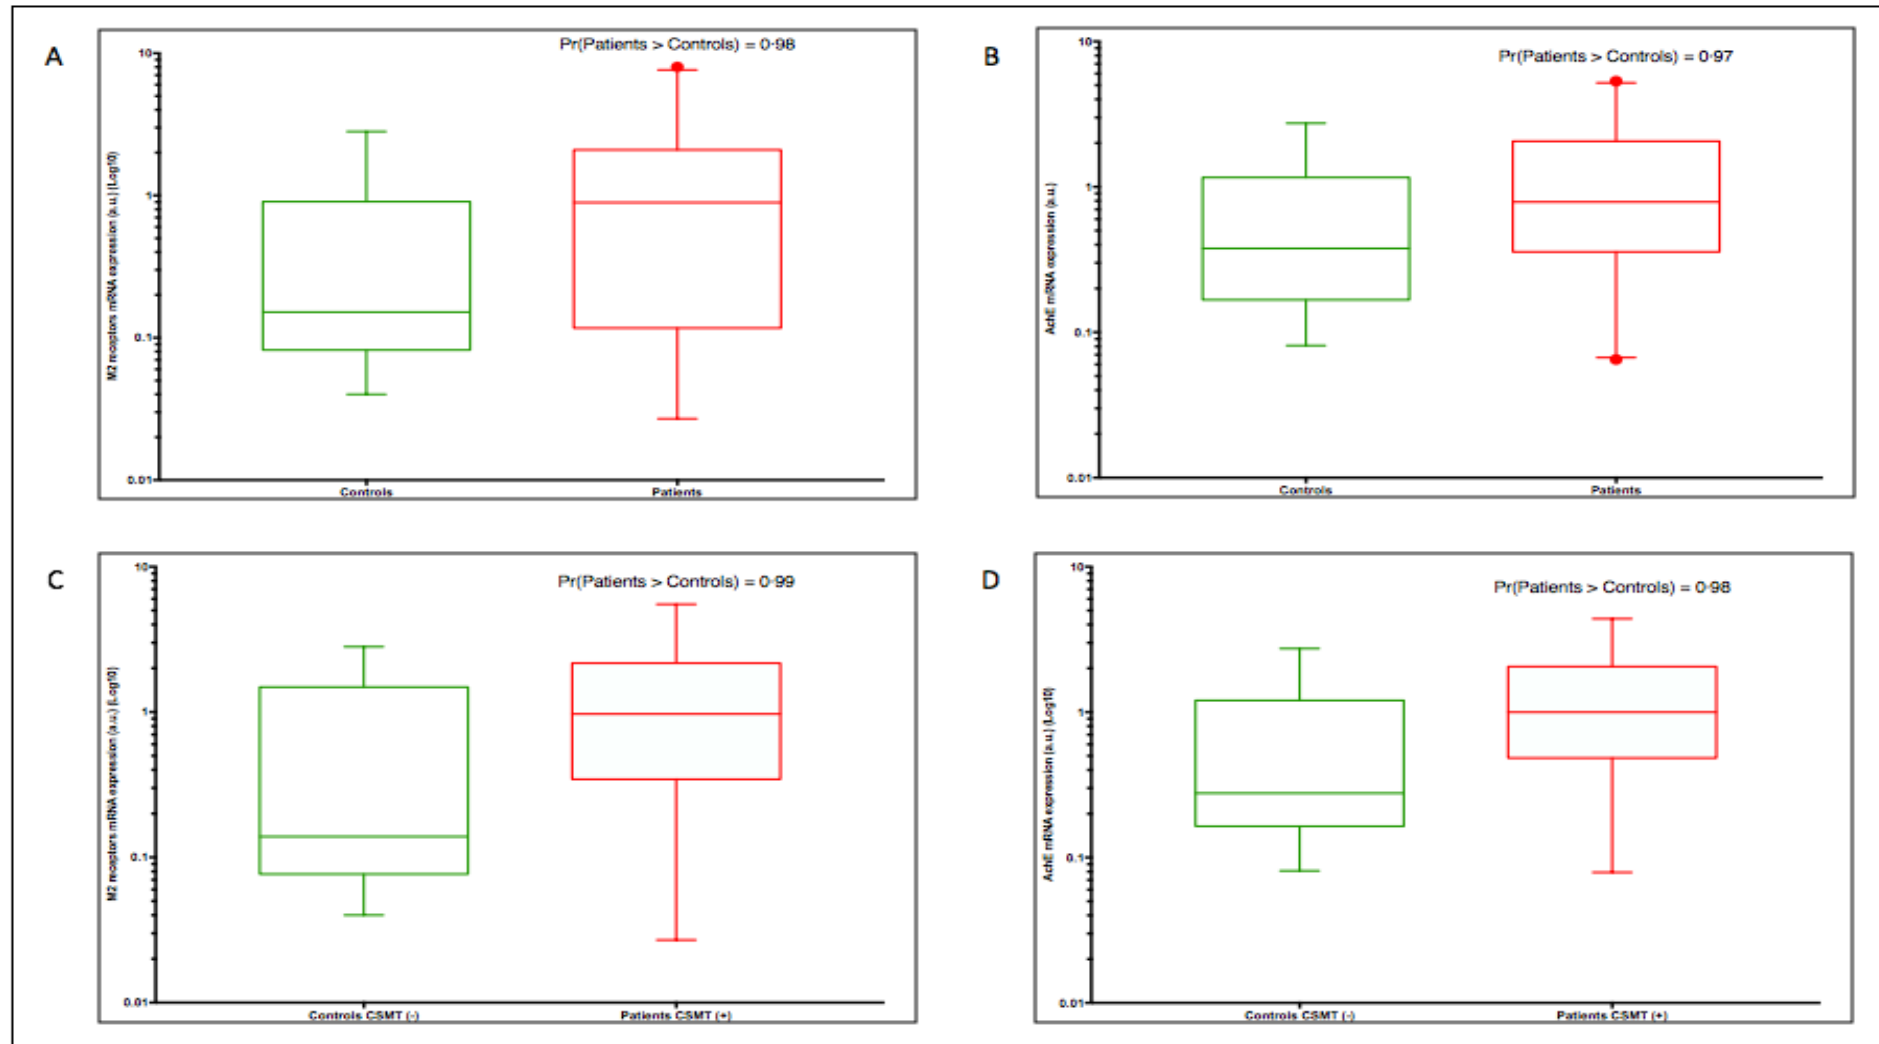 A
Pr(Patients > Controls) = 0·98
10
1
0.1
0.01
M2 receptors mRNA expression (a.u.) (Log10)
Controls
Patients
B
Pr(Patients > Controls) = 0·97
10
1
0.1
0.01
AchE mRNA expression (a.u.)
Controls
Patients
C
Pr(Patients > Controls) = 0·99
10
1
0.1
0.01
M2 receptors mRNA expression (a.u.) (Log10)
Controls CSMT (-)
Patients CSMT (+)
D
Pr(Patients > Controls) = 0·98
10
1
0.1
0.01
AchE mRNA expression (a.u.) (Log10)
Controls CSMT (-)
Patients CSMT (+)